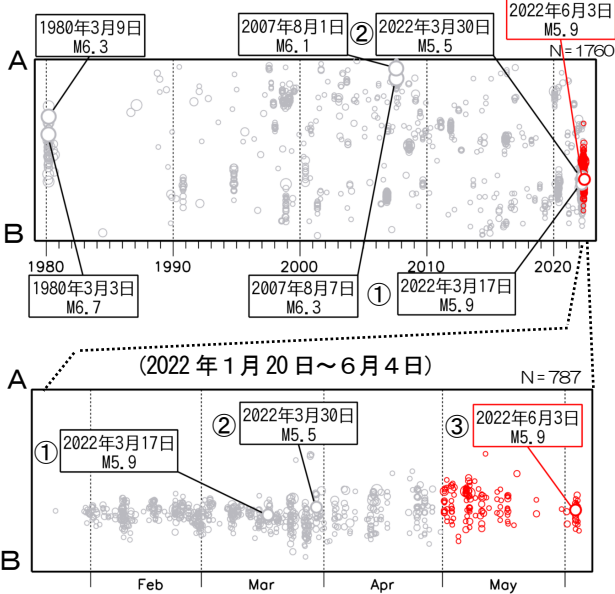 2022年6月3日
M5.9
1980年3月9日
M6.3
2007年8月1日
M6.1
②
2022年3月30日
M5.5
N=1760
A
B
1980
1990
2000
2010
2020
1980年3月3日
M6.7
2007年8月7日
M6.3
①
2022年3月17日
M5.9
(2022年1月20日～6月4日)
A
N=787
①
2022年3月17日
M5.9
②
2022年3月30日
M5.5
③
2022年6月3日
M5.9
B
Feb
Mar
Apr
May